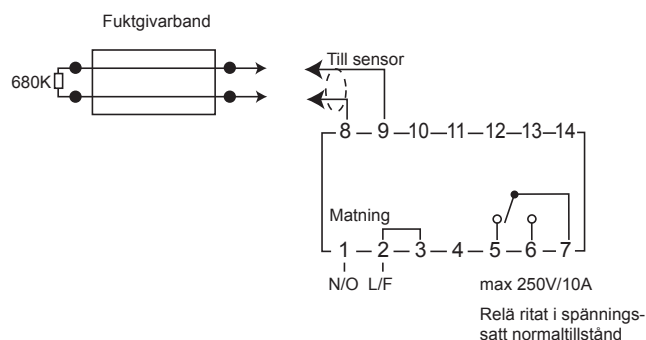 Fuktgivarband
680K
Till sensor
8 9 10 11 12 13 14
Matning
1 2 3 4 5 6 7
N/O L/F
max 250V/10A
Relä ritat i spännings-
satt normaltillstånd